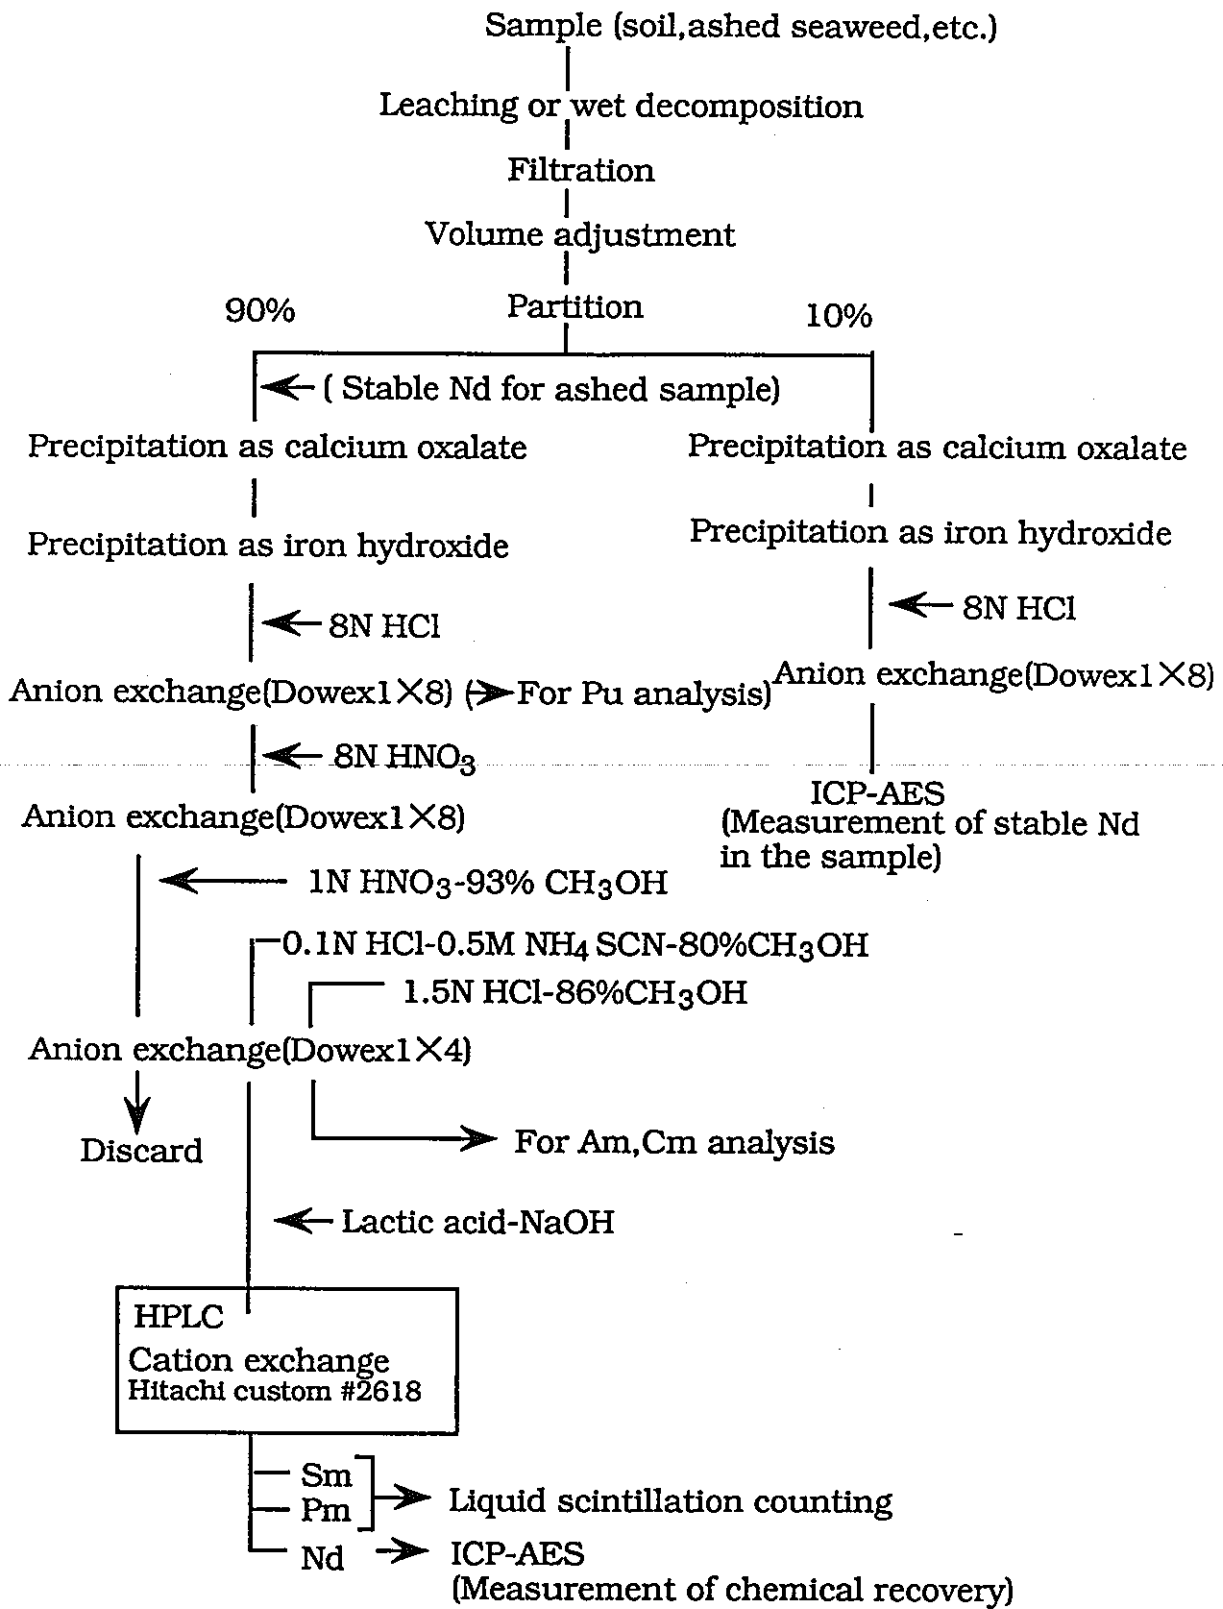 Sample (soil,ashed seaweed,etc.)
Leaching or wet decomposition
Filtration
Volume adjustment
90%
Partition
10%
( Stable Nd for ashed sample)
Precipitation as calcium oxalate
Precipitation as calcium oxalate
Precipitation as iron hydroxide
Precipitation as iron hydroxide
8N HCl
8N HCl
Anion exchange(Dowex1×8) (→For Pu analysis)
Anion exchange(Dowex1×8)
8N HNO₃
ICP-AES
(Measurement of stable Nd
in the sample)
Anion exchange(Dowex1×8)
1N HNO₃-93% CH₃OH
0.1N HCl-0.5M NH₄ SCN-80%CH₃OH
1.5N HCl-86%CH₃OH
Anion exchange(Dowex1×4)
Discard
For Am,Cm analysis
Lactic acid-NaOH
HPLC
Cation exchange
Hitachi custom #2618
Sm
Pm
Liquid scintillation counting
Nd
ICP-AES
(Measurement of chemical recovery)